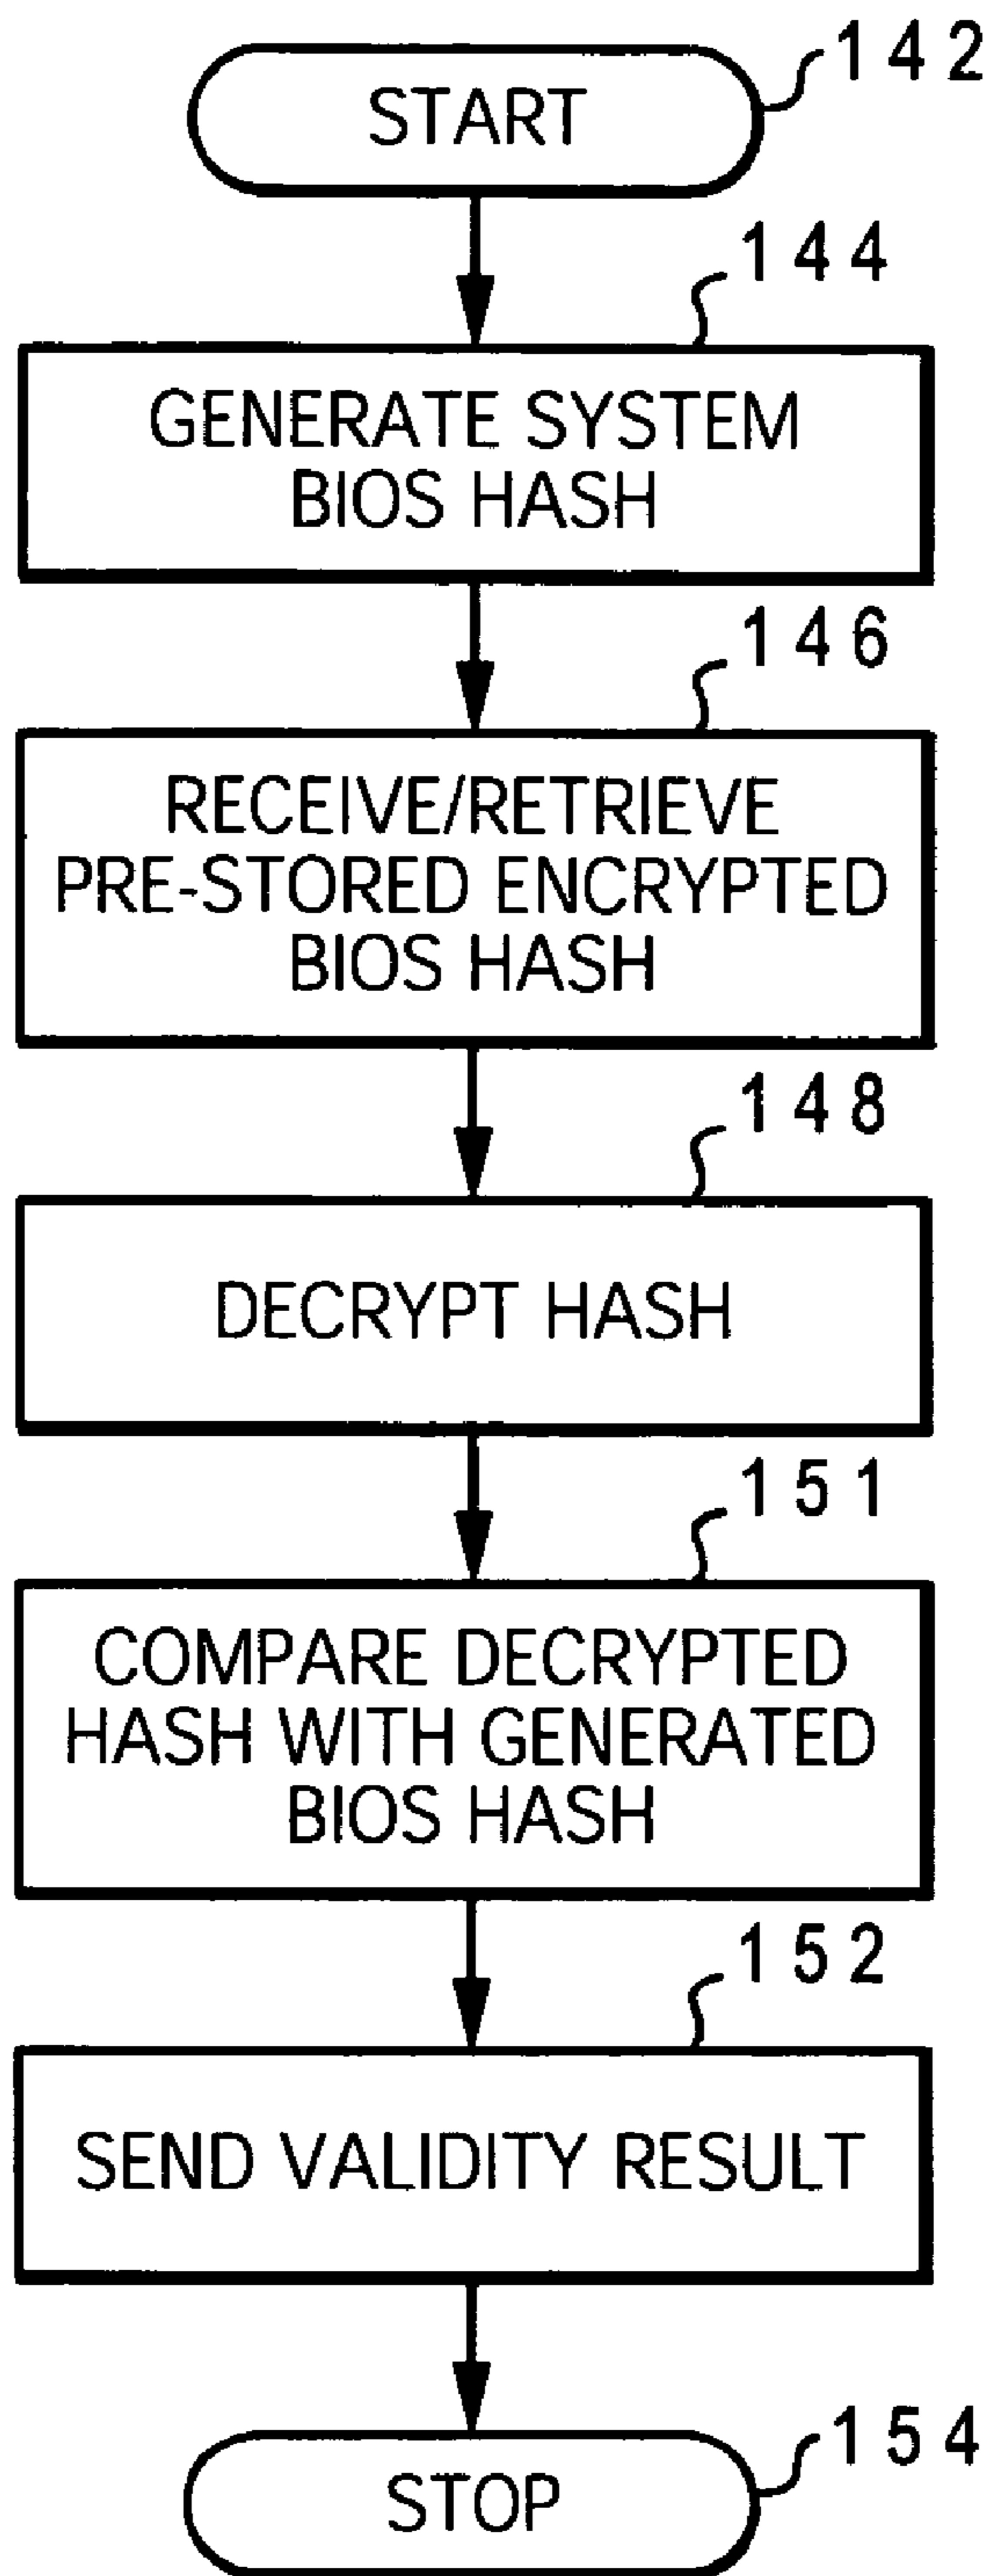 142
START
144
GENERATE SYSTEM
BIOS HASH
146
RECEIVE/RETRIEVE
PRE-STORED ENCRYPTED
BIOS HASH
148
DECRYPT HASH
151
COMPARE DECRYPTED
HASH WITH GENERATED
BIOS HASH
152
SEND VALIDITY RESULT
154
STOP